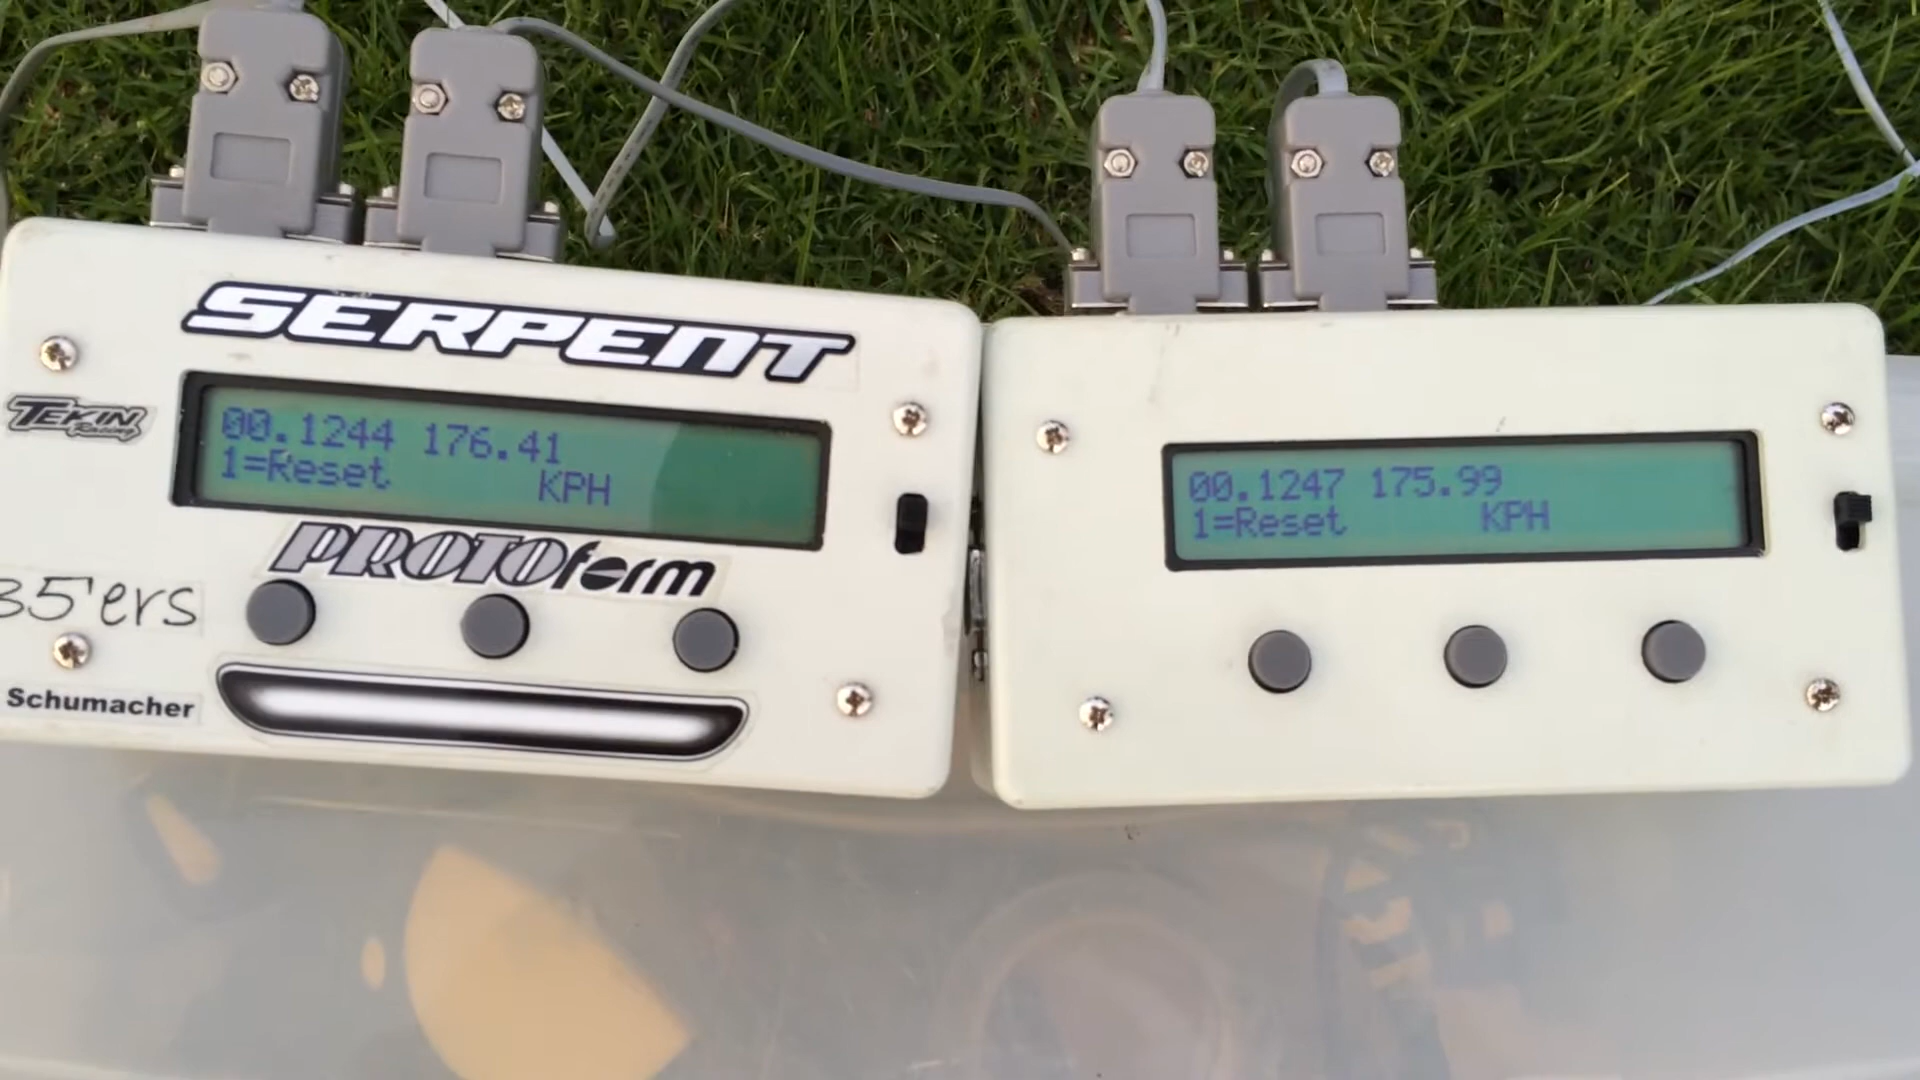 SERPENT
TEKIN
Racing
00.1244 176.41
1=Reset KPH
PROTOform
35'ers
Schumacher
00.1247 175.99
1=Reset KPH